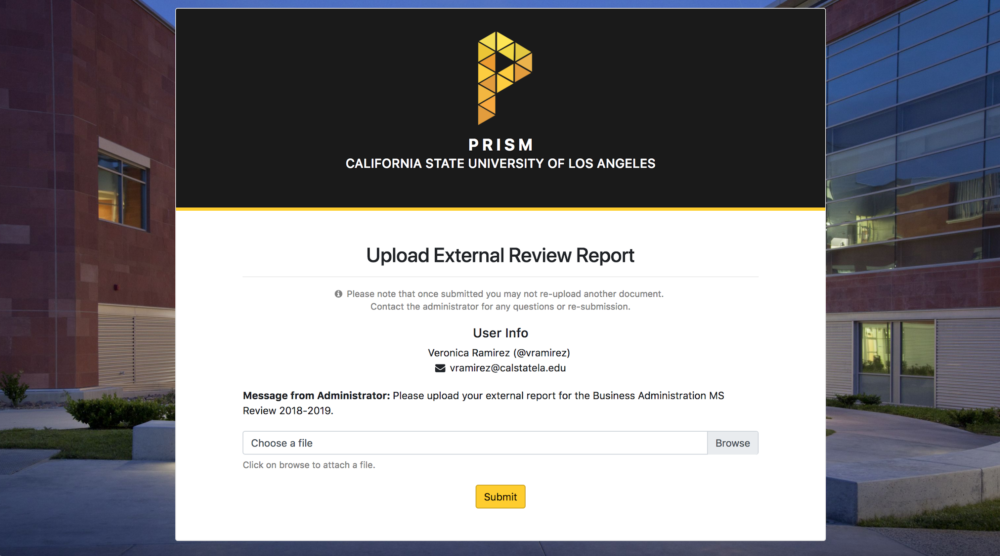 PRISM
CALIFORNIA STATE UNIVERSITY OF LOS ANGELES
Upload External Review Report
Please note that once submitted you may not re-upload another document.
Contact the administrator for any questions or re-submission.
User Info
Veronica Ramirez (@vramirez)
vramirez@calstatela.edu
Message from Administrator: Please upload your external report for the Business Administration MS
Review 2018-2019.
Choose a file
Browse
Click on browse to attach a file.
Submit